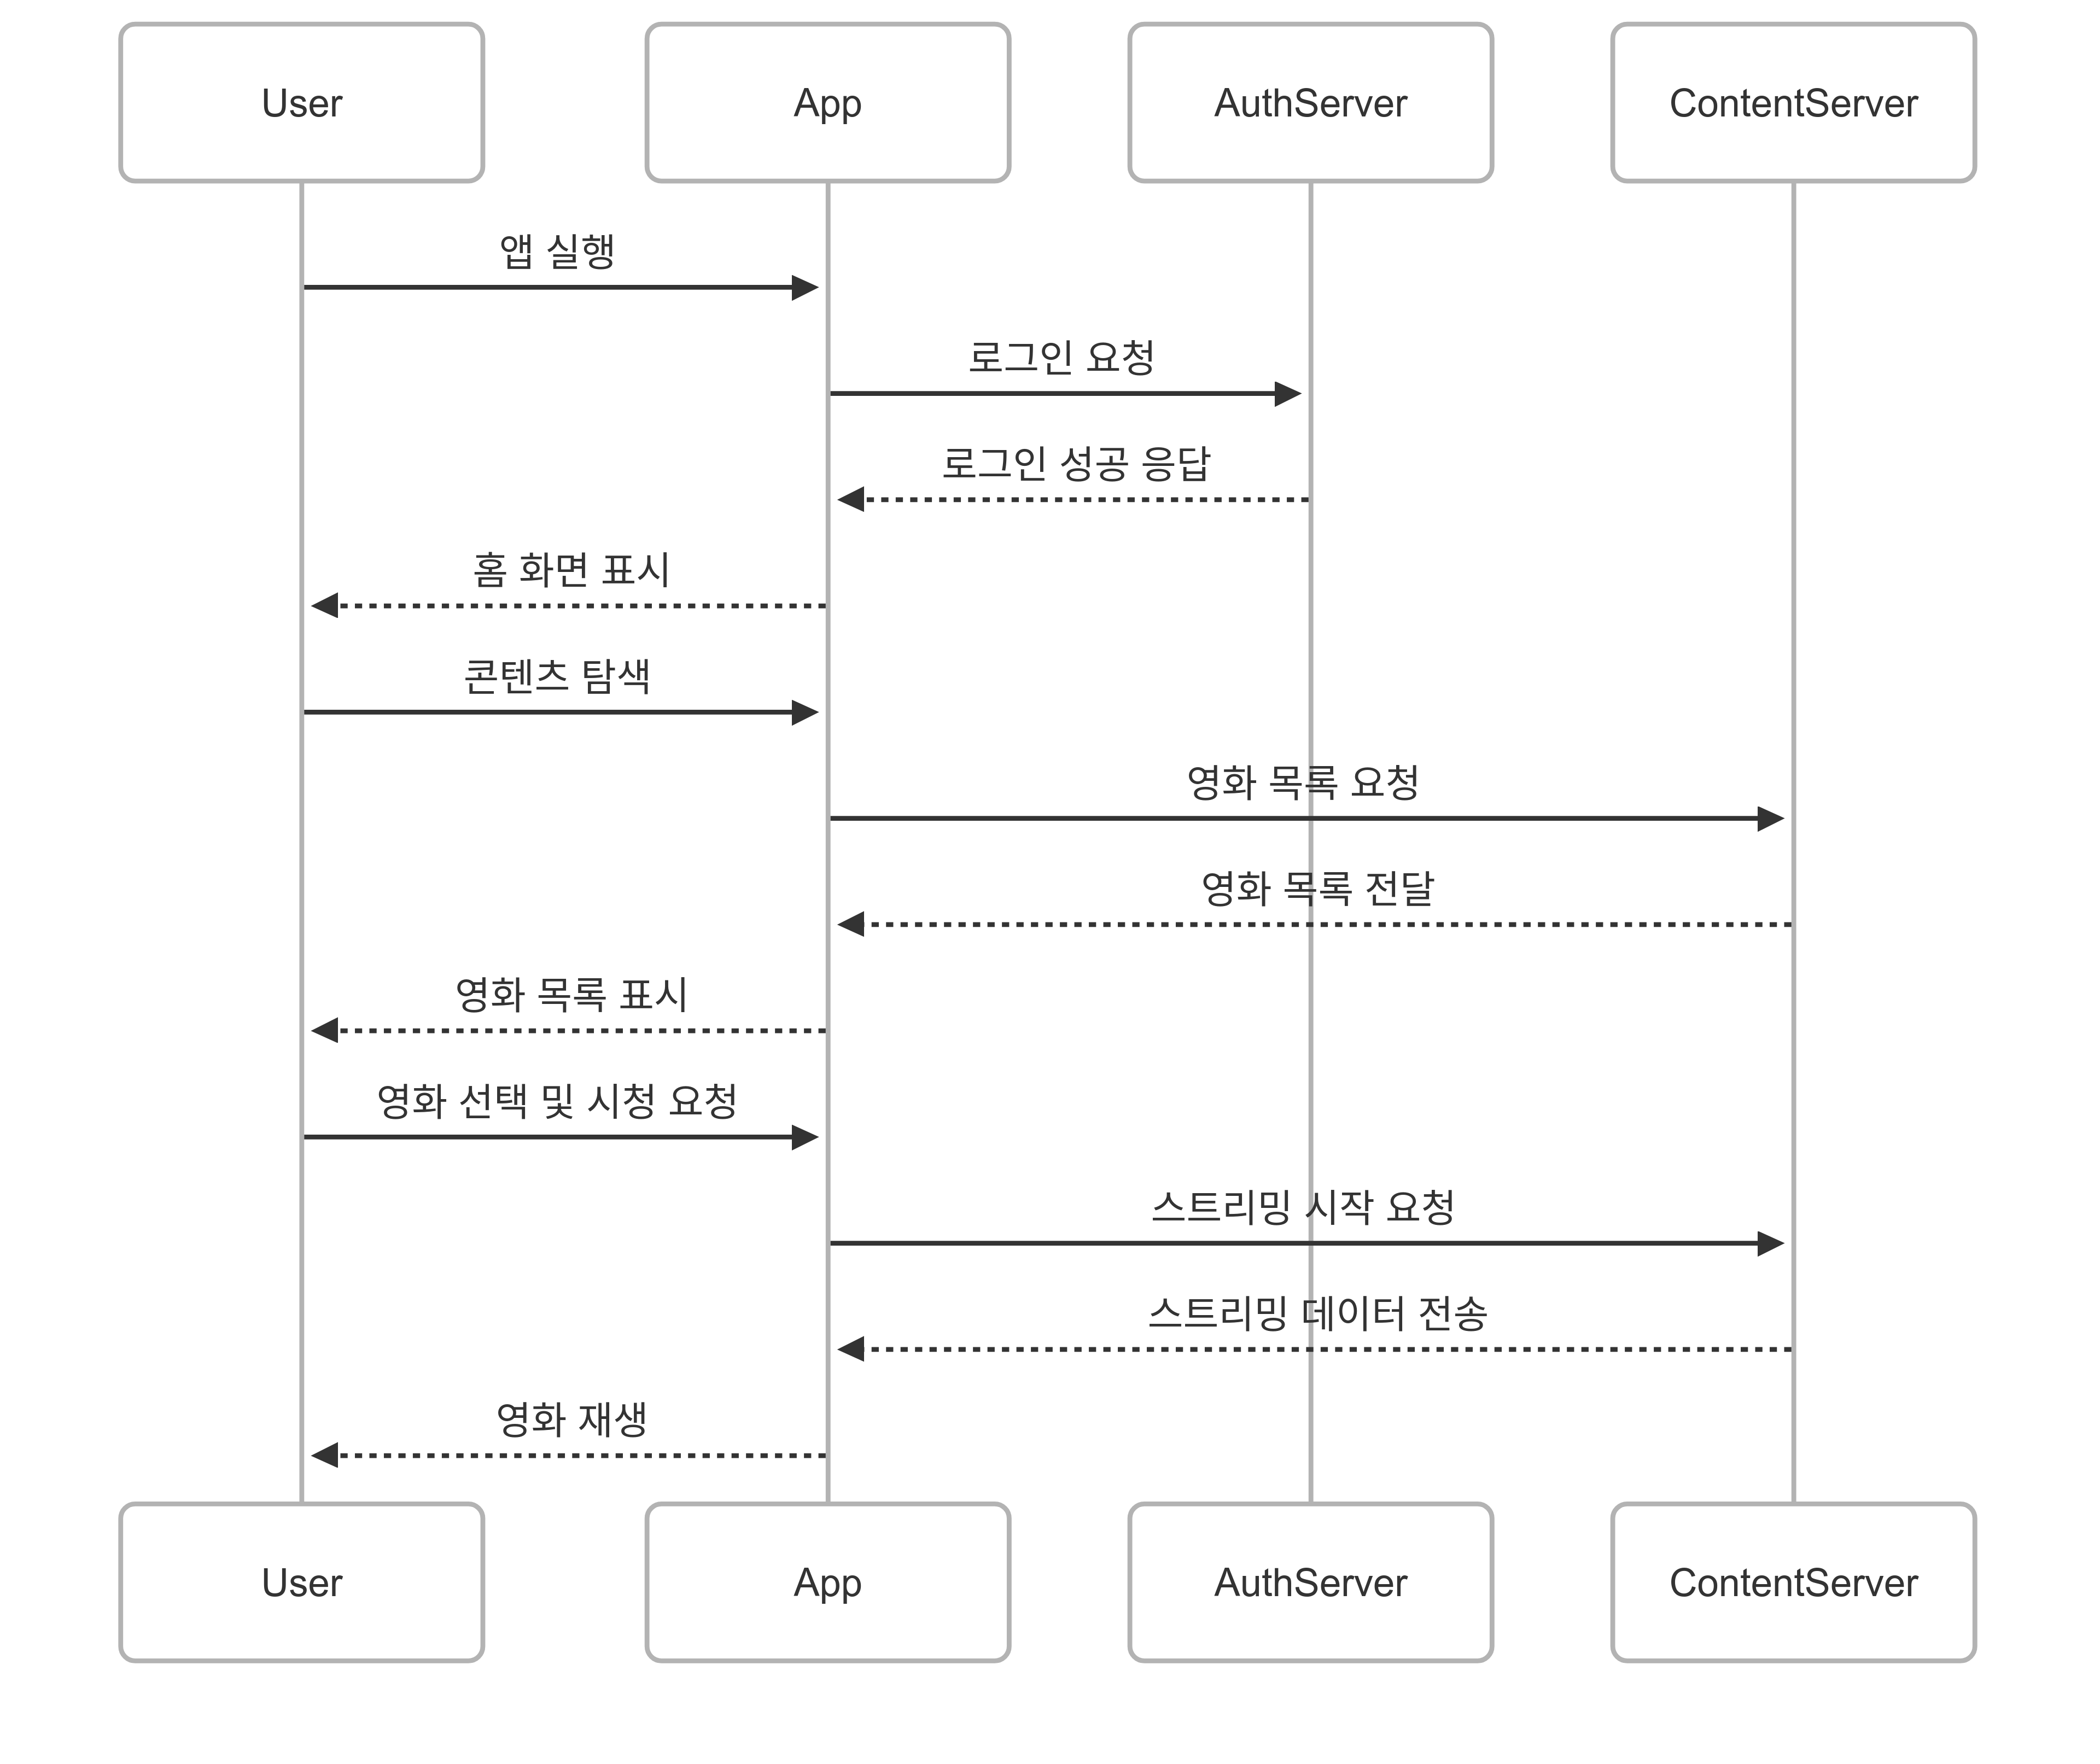 User
App
AuthServer
ContentServer
앱 실행
로그인 요청
로그인 성공 응답
홈 화면 표시
콘텐츠 탐색
영화 목록 요청
영화 목록 전달
영화 목록 표시
영화 선택 및 시청 요청
스트리밍 시작 요청
스트리밍 데이터 전송
영화 재생
User
App
AuthServer
ContentServer